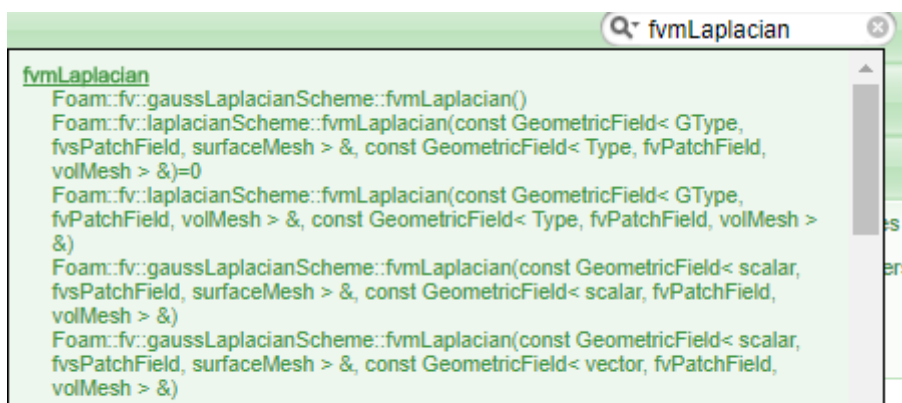 fvmLaplacian
fvmLaplacian
Foam::fv::gaussLaplacianScheme::fvmLaplacian()
Foam::fv::laplacianScheme::fvmLaplacian(const GeometricField< GType,
fvsPatchField, surfaceMesh > &, const GeometricField< Type, fvPatchField,
volMesh > &)=0
Foam::fv::laplacianScheme::fvmLaplacian(const GeometricField< GType,
fvPatchField, volMesh > &, const GeometricField< Type, fvPatchField, volMesh >
&)
Foam::fv::gaussLaplacianScheme::fvmLaplacian(const GeometricField< scalar,
fvsPatchField, surfaceMesh > &, const GeometricField< scalar, fvPatchField,
volMesh > &)
Foam::fv::gaussLaplacianScheme::fvmLaplacian(const GeometricField< scalar,
fvsPatchField, surfaceMesh > &, const GeometricField< vector, fvPatchField,
volMesh > &)